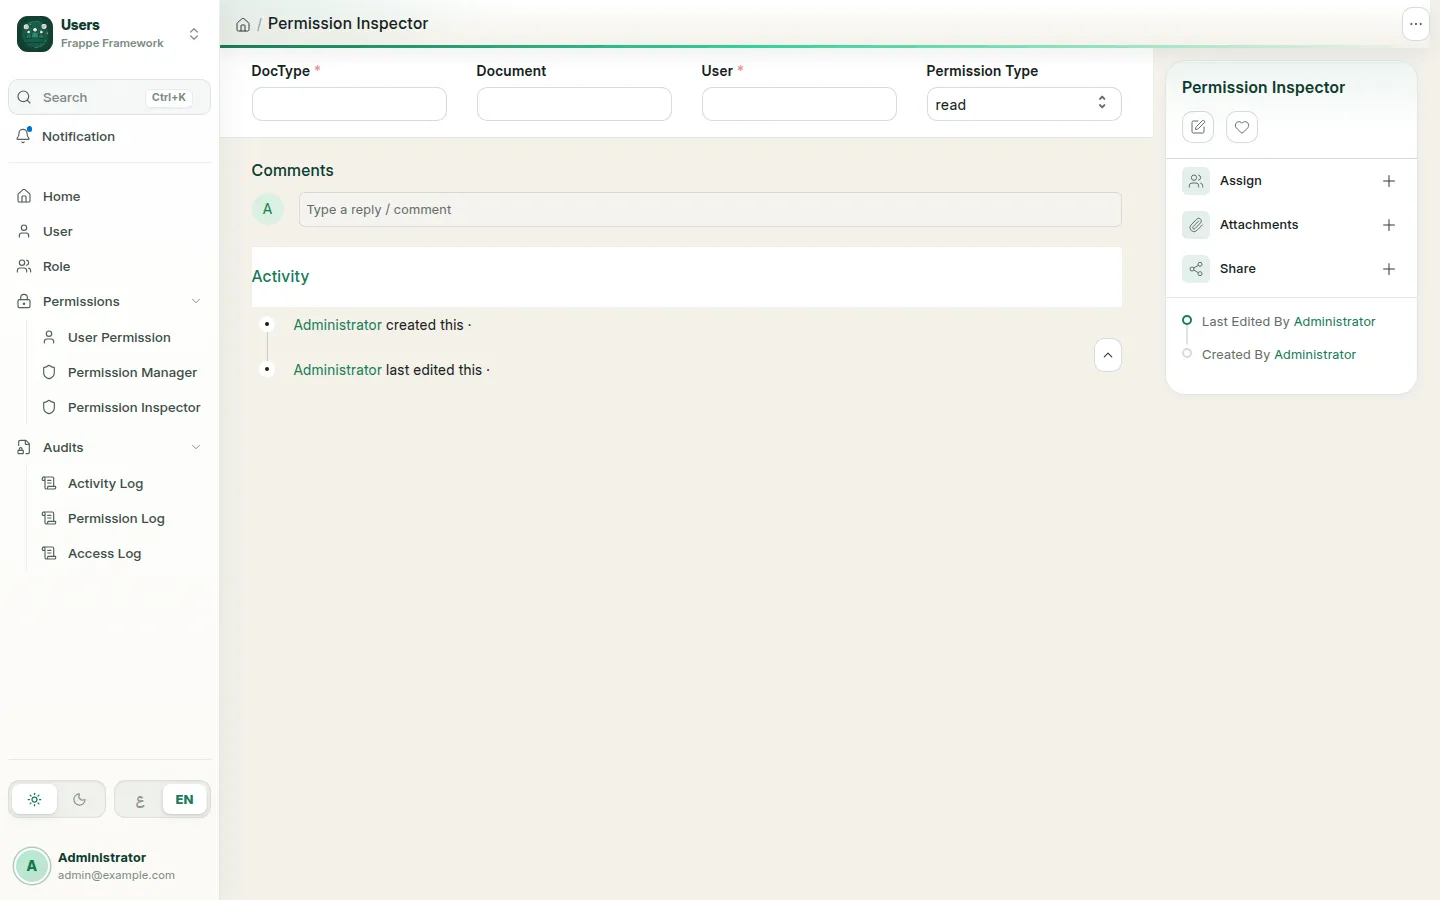 Users
Frappe Framework
Search
Ctrl+K
Notification
Home
User
Role
Permissions
User Permission
Permission Manager
Permission Inspector
Audits
Activity Log
Permission Log
Access Log
ع
EN
A
Administrator
admin@example.com
/ Permission Inspector
DocType *
Document
User *
Permission Type
read
Comments
A
Type a reply / comment
Activity
Administrator created this ·
Administrator last edited this ·
Permission Inspector
Assign
Attachments
Share
Last Edited By Administrator
Created By Administrator